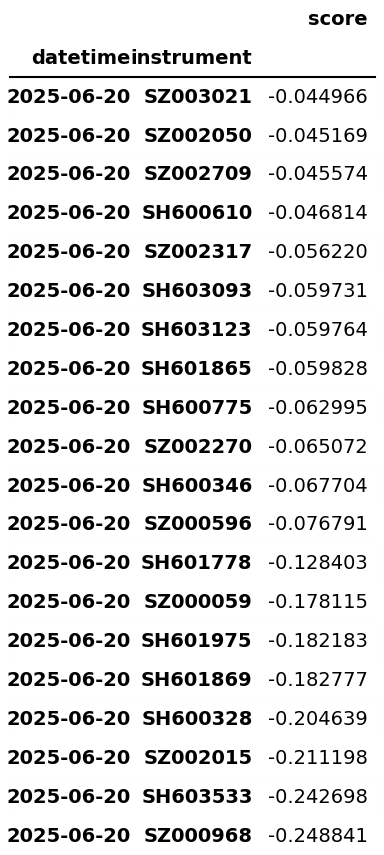 score
datetime instrument
2025-06-20 SZ003021 -0.044966
2025-06-20 SZ002050 -0.045169
2025-06-20 SZ002709 -0.045574
2025-06-20 SH600610 -0.046814
2025-06-20 SZ002317 -0.056220
2025-06-20 SH603093 -0.059731
2025-06-20 SH603123 -0.059764
2025-06-20 SH601865 -0.059828
2025-06-20 SH600775 -0.062995
2025-06-20 SZ002270 -0.065072
2025-06-20 SH600346 -0.067704
2025-06-20 SZ000596 -0.076791
2025-06-20 SH601778 -0.128403
2025-06-20 SZ000059 -0.178115
2025-06-20 SH601975 -0.182183
2025-06-20 SH601869 -0.182777
2025-06-20 SH600328 -0.204639
2025-06-20 SZ002015 -0.211198
2025-06-20 SH603533 -0.242698
2025-06-20 SZ000968 -0.248841